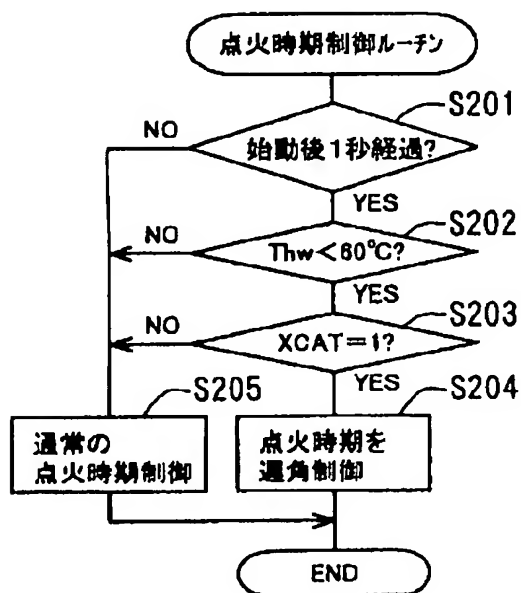 点火時期制御ルーチン
S201
NO
始動後1秒経過?
YES
S202
NO
Thw<60°C?
YES
S203
NO
XCAT=1?
YES
S205
S204
通常の
点火時期制御
点火時期を
遅角制御
END